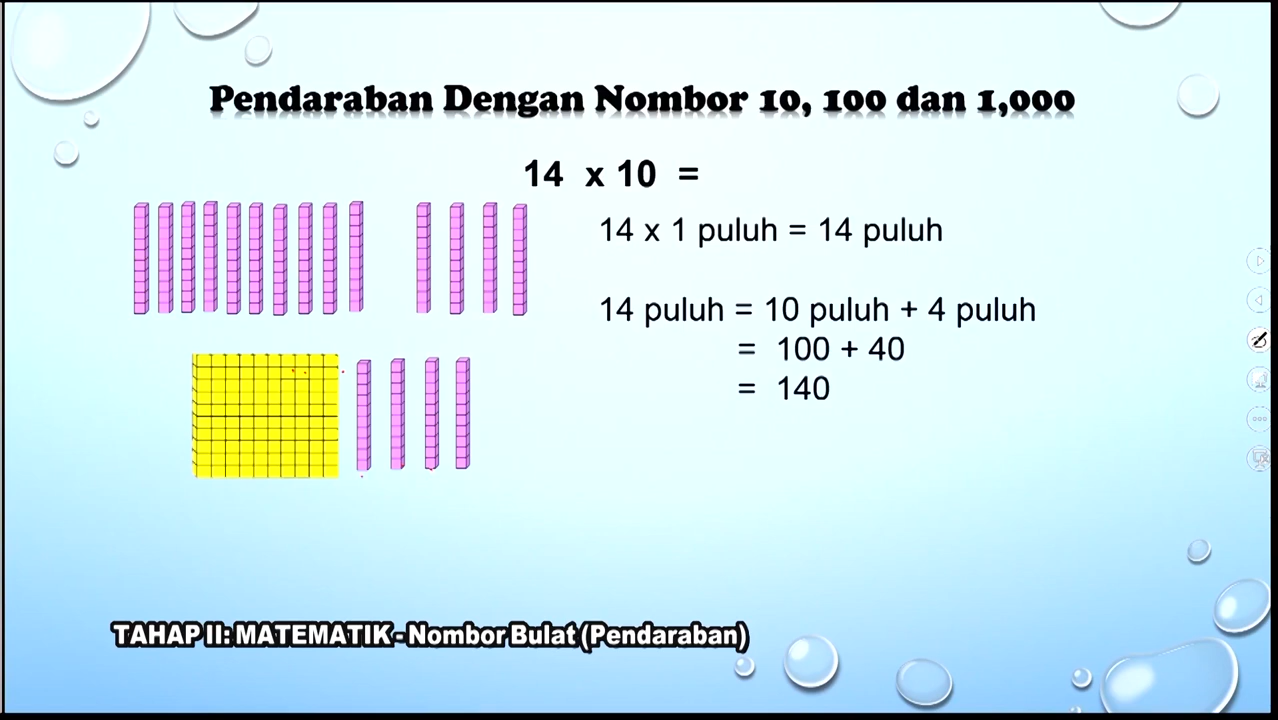 Pendaraban Dengan Nombor 10, 100 dan 1,000
14 x 10 =
14 x 1 puluh = 14 puluh
14 puluh = 10 puluh + 4 puluh
= 100 + 40
= 140
TAHAP II: MATEMATIK - Nombor Bulat (Pendaraban)